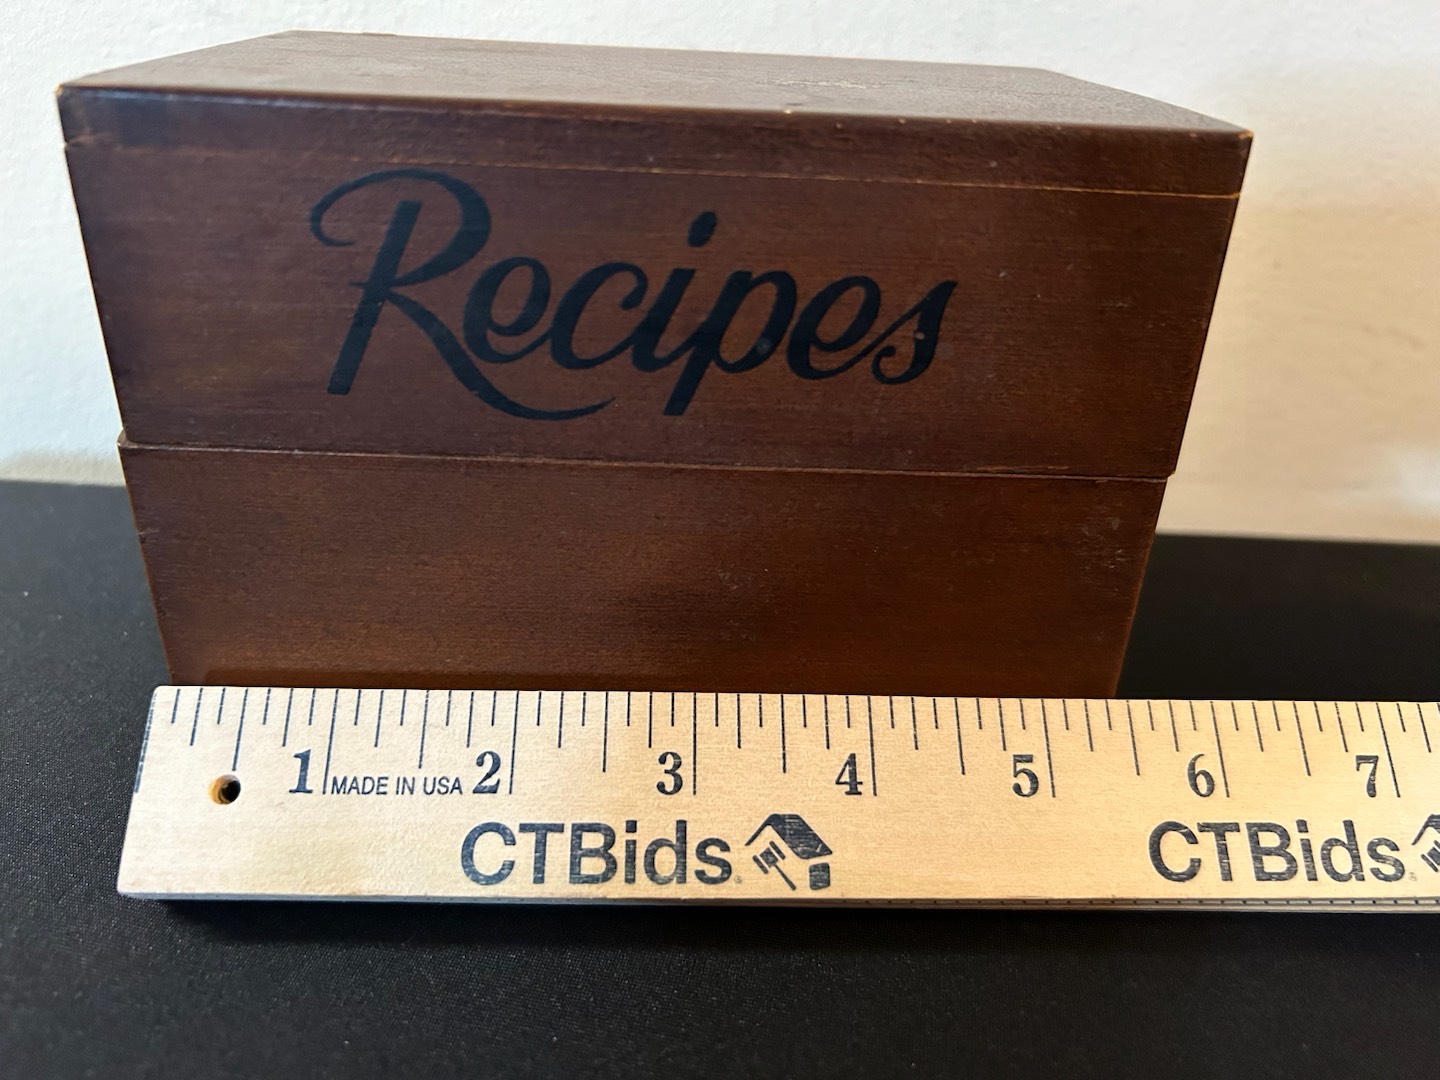 Recipes
1 MADE IN USA 2 3 4 5 6 7
CTBids CTBids